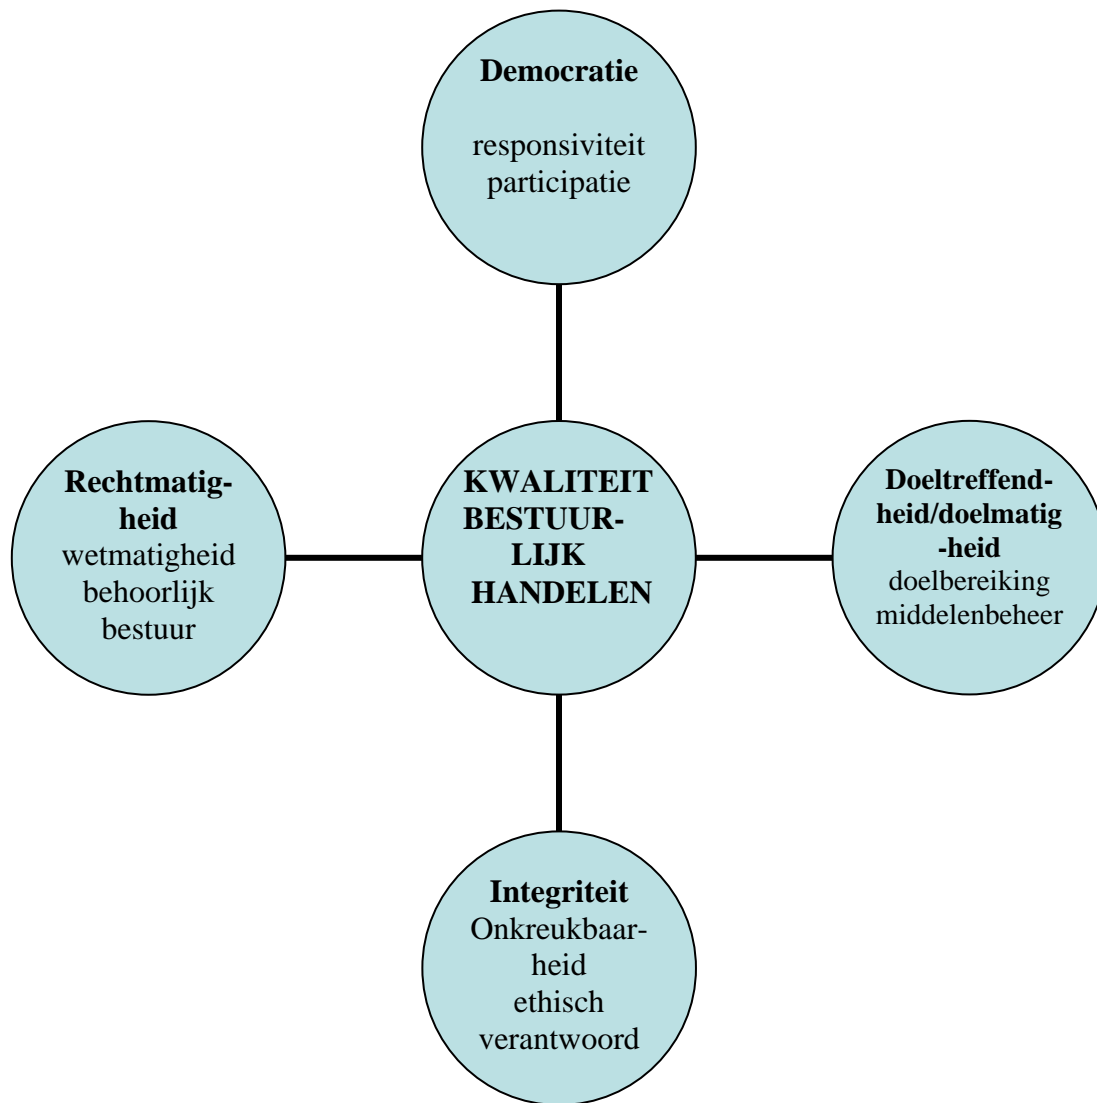 Democratie
responsiviteit
participatie
Rechtmatig-
heid
wetmatigheid
behoorlijk
bestuur
KWALITEIT
BESTUUR-
LIJK
HANDELEN
Doeltreffend-
heid/doelmatig
-heid
doelbereiking
middelenbeheer
Integriteit
Onkreukbaar-
heid
ethisch
verantwoord